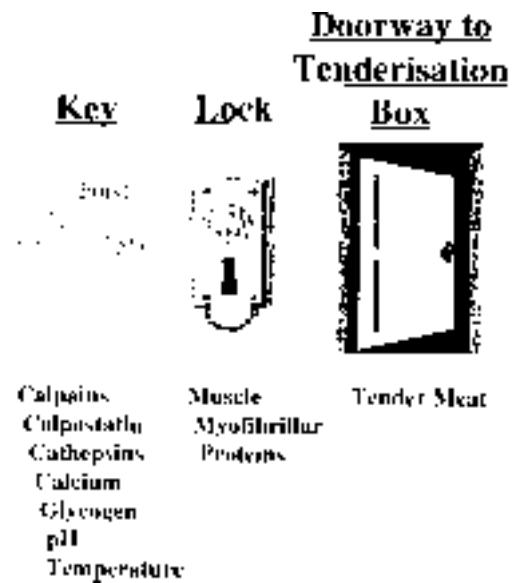 Key
Lock
Doorway to
Tenderisation
Box
Calpains
Calpastatin
Cathepsins
Calcium
Glycogen
pH
Temperature
Muscle
Myofibrillar
Proteins
Tender Meat